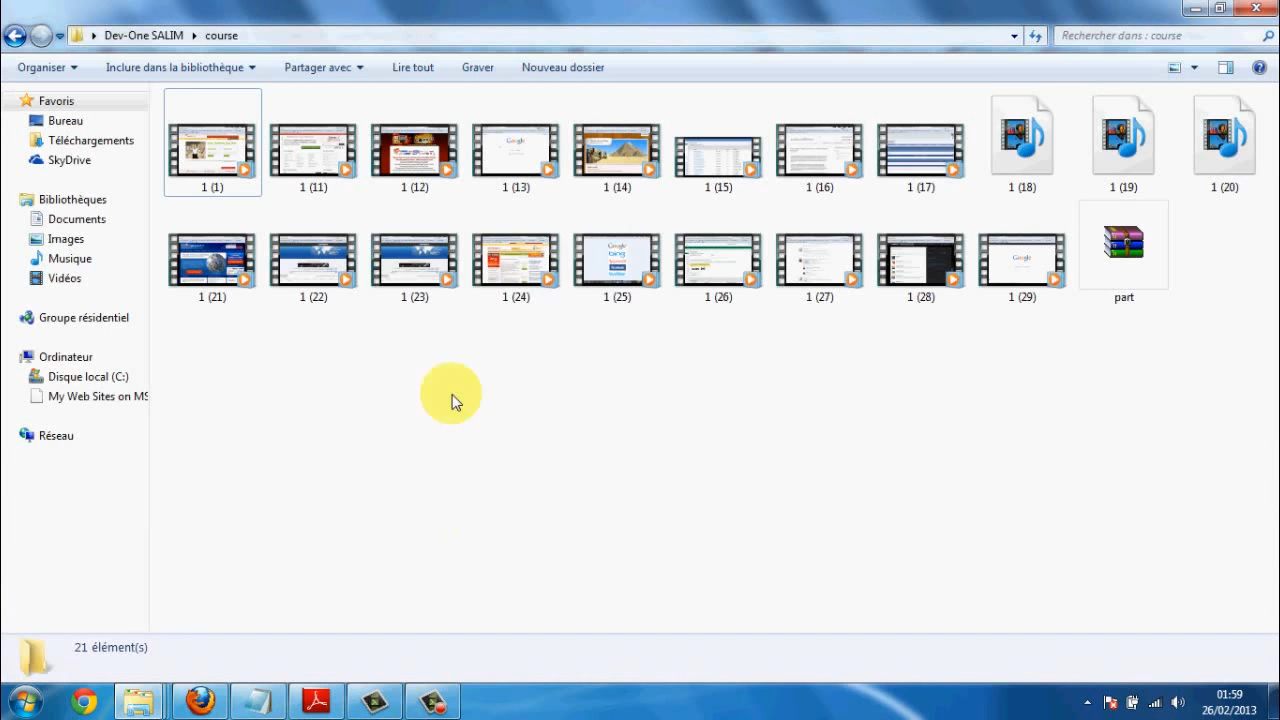 Dev-One SALIM course
Rechercher dans : course
Organiser Inclure dans la bibliothèque Partager avec Lire tout Graver Nouveau dossier
Favoris
Bureau
Téléchargements
SkyDrive
Bibliothèques
Documents
Images
Musique
Vidéos
Groupe résidentiel
Ordinateur
Disque local (C:)
My Web Sites on MS
Réseau
1 (1) 1 (11) 1 (12) 1 (13) 1 (14) 1 (15) 1 (16) 1 (17) 1 (18) 1 (19) 1 (20)
Google
bing
1 (21) 1 (22) 1 (23) 1 (24) 1 (25) 1 (26) 1 (27) 1 (28) 1 (29) part
21 élément(s)
01:59
26/02/2013